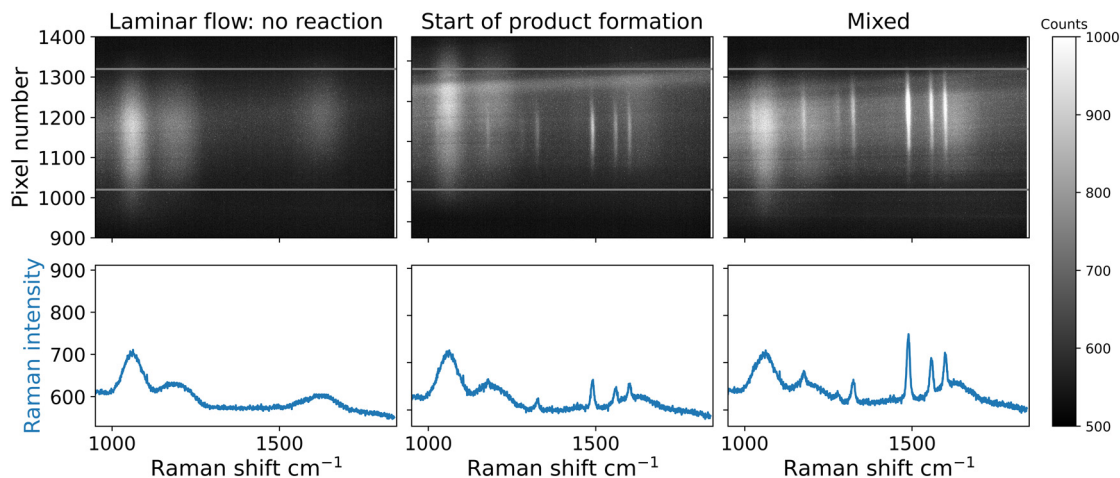 Laminar flow: no reaction
Start of product formation
Mixed
Counts
Pixel number
1400
1300
1200
1100
1000
900
1000
900
800
700
600
500
Raman intensity
900
800
700
600
1000 1500
1000 1500
1000 1500
Raman shift cm⁻¹
Raman shift cm⁻¹
Raman shift cm⁻¹